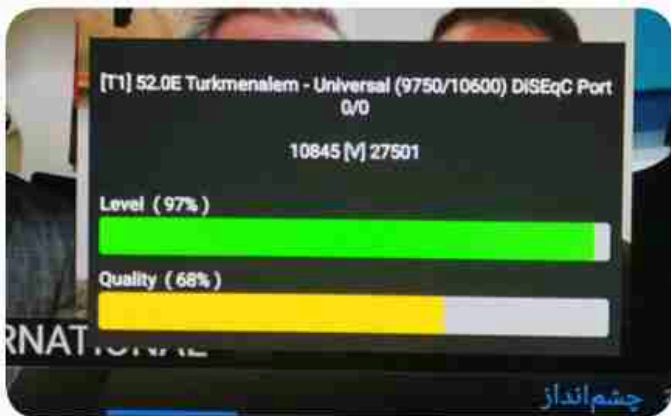 [T1] 52.0E Turkmenalem - Universal (9750/10600) DiSEqC Port
0/0
10845 [V] 27501
Level ( 97% )
Quality ( 68% )
چشم‌انداز